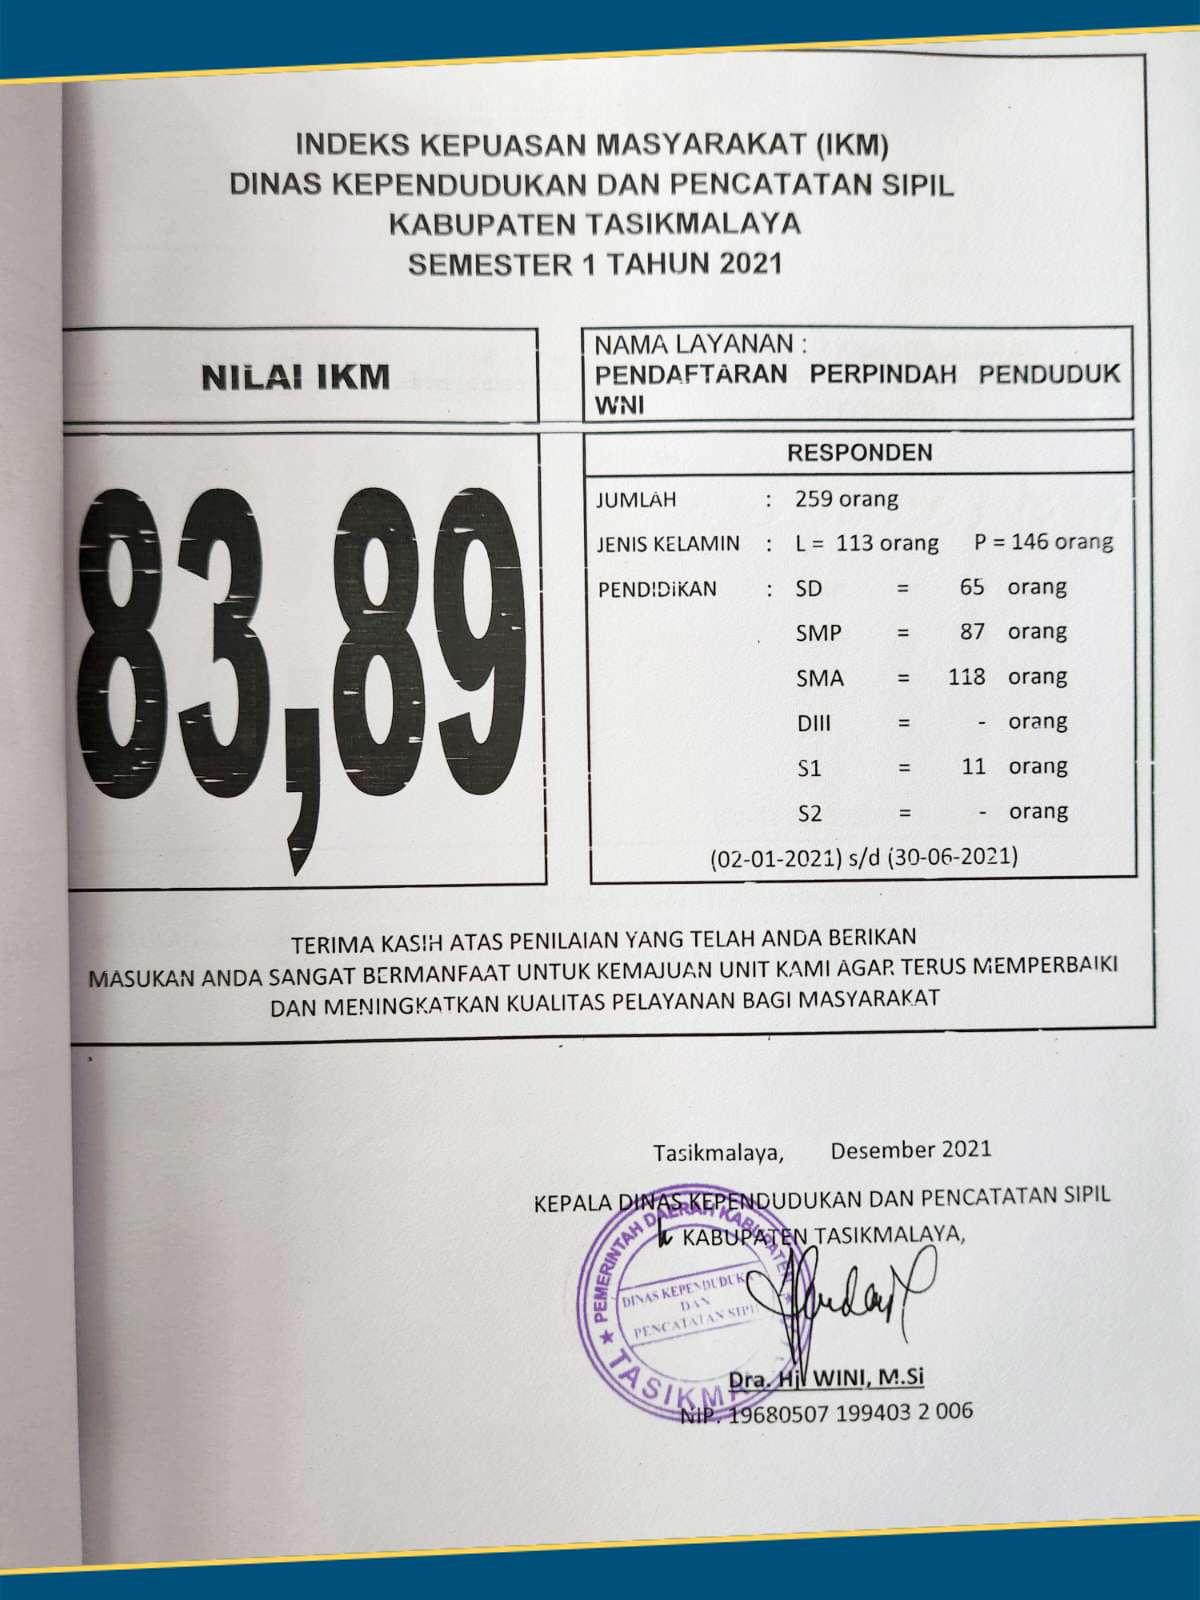 INDEKS KEPUASAN MASYARAKAT (IKM)
DINAS KEPENDUDUKAN DAN PENCATATAN SIPIL
KABUPATEN TASIKMALAYA
SEMESTER 1 TAHUN 2021
NILAI IKM
83,89
NAMA LAYANAN :
PENDAFTARAN PERPINDAH PENDUDUK
WNI
RESPONDEN
JUMLAH : 259 orang
JENIS KELAMIN : L = 113 orang P = 146 orang
PENDIDIKAN : SD = 65 orang
SMP = 87 orang
SMA = 118 orang
DIII = - orang
S1 = 11 orang
S2 = - orang
(02-01-2021) s/d (30-06-2021)
TERIMA KASIH ATAS PENILAIAN YANG TELAH ANDA BERIKAN
MASUKAN ANDA SANGAT BERMANFAAT UNTUK KEMAJUAN UNIT KAMI AGAR TERUS MEMPERBAIKI
DAN MENINGKATKAN KUALITAS PELAYANAN BAGI MASYARAKAT
Tasikmalaya, Desember 2021
KEPALA DINAS KEPENDUDUKAN DAN PENCATATAN SIPIL
KABUPATEN TASIKMALAYA,
PEMERINTAH DAERAH KABUPATEN
DINAS KEPENDUDUKAN
DAN
PENCATATAN SIPIL
Dra. Hj. WINI, M.Si
NIP. 19680507 199403 2 006